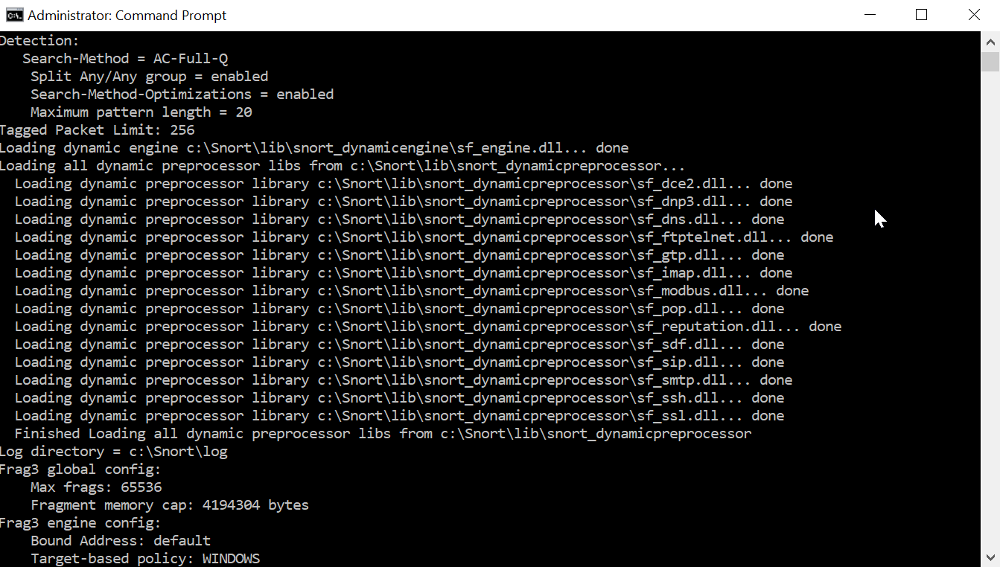 Administrator: Command Prompt
Detection:
Search-Method = AC-Full-Q
Split Any/Any group = enabled
Search-Method-Optimizations = enabled
Maximum pattern length = 20
Tagged Packet Limit: 256
Loading dynamic engine c:\Snort\lib\snort_dynamicengine\sf_engine.dll... done
Loading all dynamic preprocessor libs from c:\Snort\lib\snort_dynamicpreprocessor...
Loading dynamic preprocessor library c:\Snort\lib\snort_dynamicpreprocessor\sf_dce2.dll... done
Loading dynamic preprocessor library c:\Snort\lib\snort_dynamicpreprocessor\sf_dnp3.dll... done
Loading dynamic preprocessor library c:\Snort\lib\snort_dynamicpreprocessor\sf_dns.dll... done
Loading dynamic preprocessor library c:\Snort\lib\snort_dynamicpreprocessor\sf_ftptelnet.dll... done
Loading dynamic preprocessor library c:\Snort\lib\snort_dynamicpreprocessor\sf_gtp.dll... done
Loading dynamic preprocessor library c:\Snort\lib\snort_dynamicpreprocessor\sf_imap.dll... done
Loading dynamic preprocessor library c:\Snort\lib\snort_dynamicpreprocessor\sf_modbus.dll... done
Loading dynamic preprocessor library c:\Snort\lib\snort_dynamicpreprocessor\sf_pop.dll... done
Loading dynamic preprocessor library c:\Snort\lib\snort_dynamicpreprocessor\sf_reputation.dll... done
Loading dynamic preprocessor library c:\Snort\lib\snort_dynamicpreprocessor\sf_sdf.dll... done
Loading dynamic preprocessor library c:\Snort\lib\snort_dynamicpreprocessor\sf_sip.dll... done
Loading dynamic preprocessor library c:\Snort\lib\snort_dynamicpreprocessor\sf_smtp.dll... done
Loading dynamic preprocessor library c:\Snort\lib\snort_dynamicpreprocessor\sf_ssh.dll... done
Loading dynamic preprocessor library c:\Snort\lib\snort_dynamicpreprocessor\sf_ssl.dll... done
Finished Loading all dynamic preprocessor libs from c:\Snort\lib\snort_dynamicpreprocessor
Log directory = c:\Snort\log
Frag3 global config:
Max frags: 65536
Fragment memory cap: 4194304 bytes
Frag3 engine config:
Bound Address: default
Target-based policy: WINDOWS